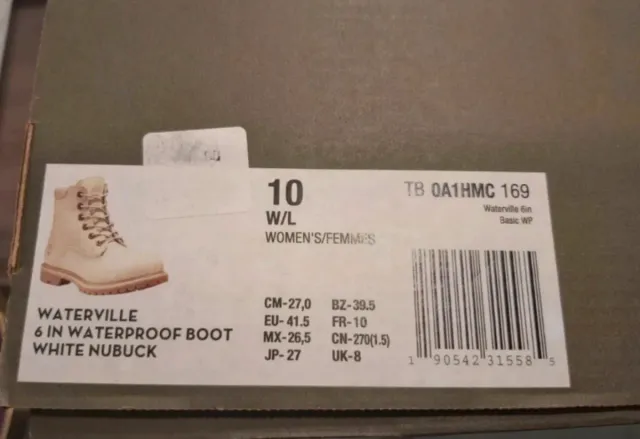 10
W/L
WOMEN'S/FEMMES
TB 0A1HMC 169
Waterville 6in
Basic WP
WATERVILLE
6 IN WATERPROOF BOOT
WHITE NUBUCK
CM-27,0 BZ-39.5
EU- 41.5 FR-10
MX-26,5 CN-270(1.5)
JP- 27 UK-8
1 90542 31558 5